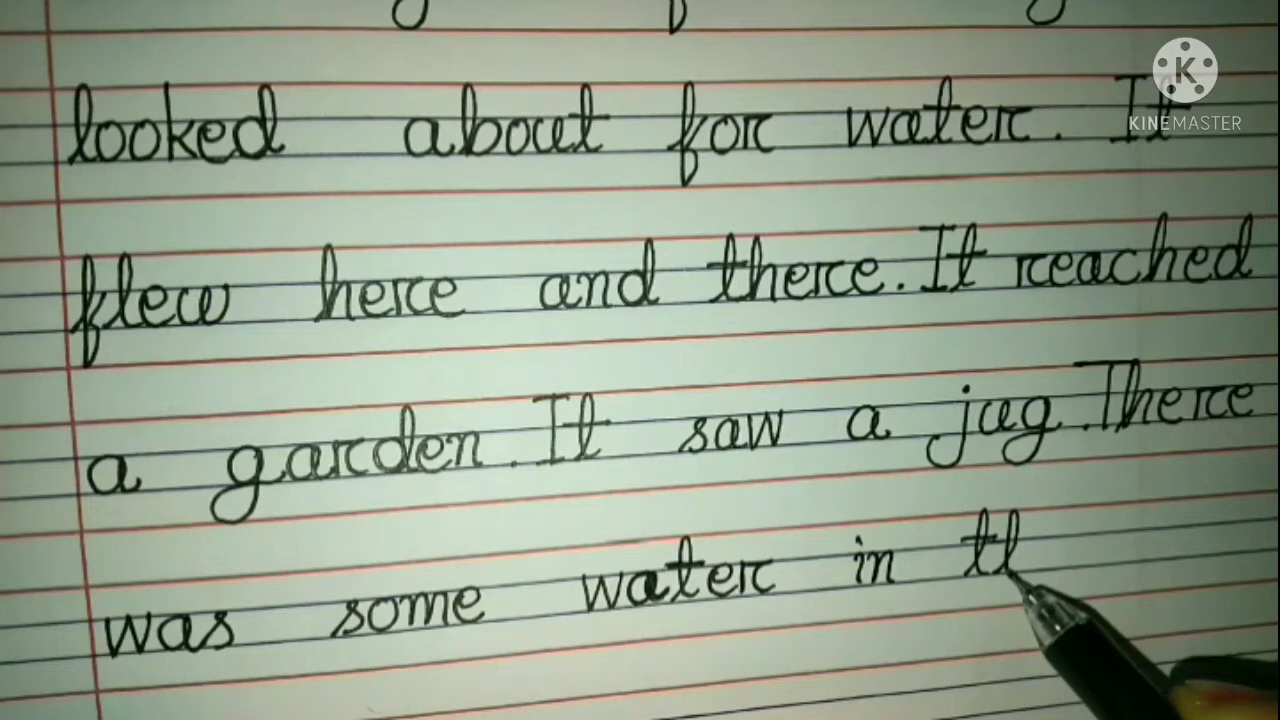 looked about for water. It
KINEMASTER
flew here and there. It reached
a garden. It saw a jug. There
was some water in